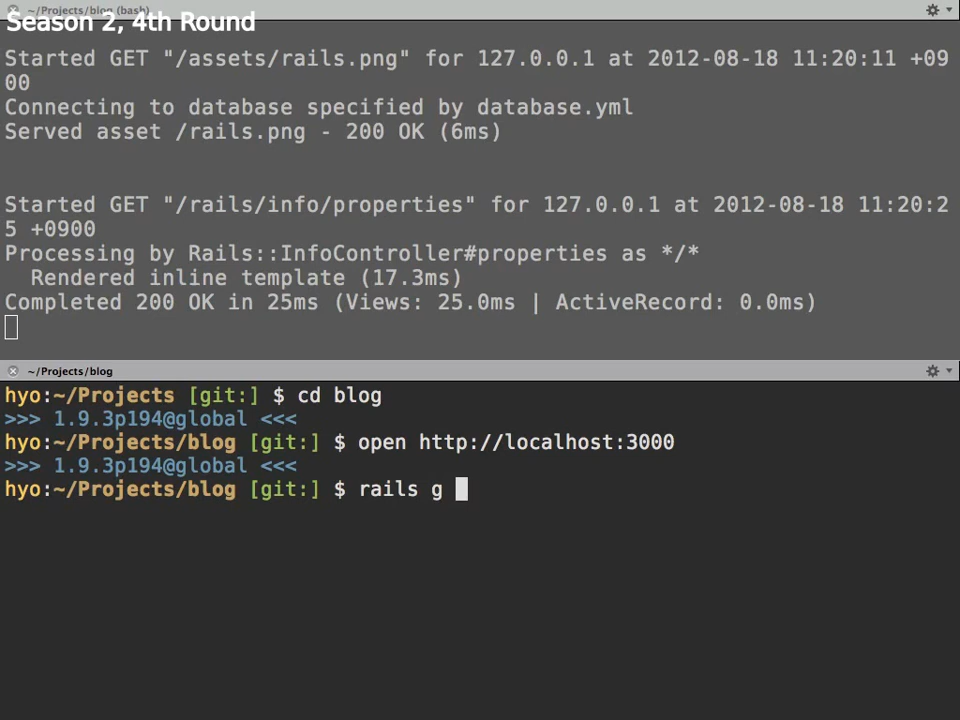 ~/Projects/blog (bash)
Season 2, 4th Round
Started GET "/assets/rails.png" for 127.0.0.1 at 2012-08-18 11:20:11 +09
00
Connecting to database specified by database.yml
Served asset /rails.png - 200 OK (6ms)
Started GET "/rails/info/properties" for 127.0.0.1 at 2012-08-18 11:20:2
5 +0900
Processing by Rails::InfoController#properties as */*
  Rendered inline template (17.3ms)
Completed 200 OK in 25ms (Views: 25.0ms | ActiveRecord: 0.0ms)
~/Projects/blog
hyo:~/Projects [git:] $ cd blog
>>> 1.9.3p194@global <<<
hyo:~/Projects/blog [git:] $ open http://localhost:3000
>>> 1.9.3p194@global <<<
hyo:~/Projects/blog [git:] $ rails g